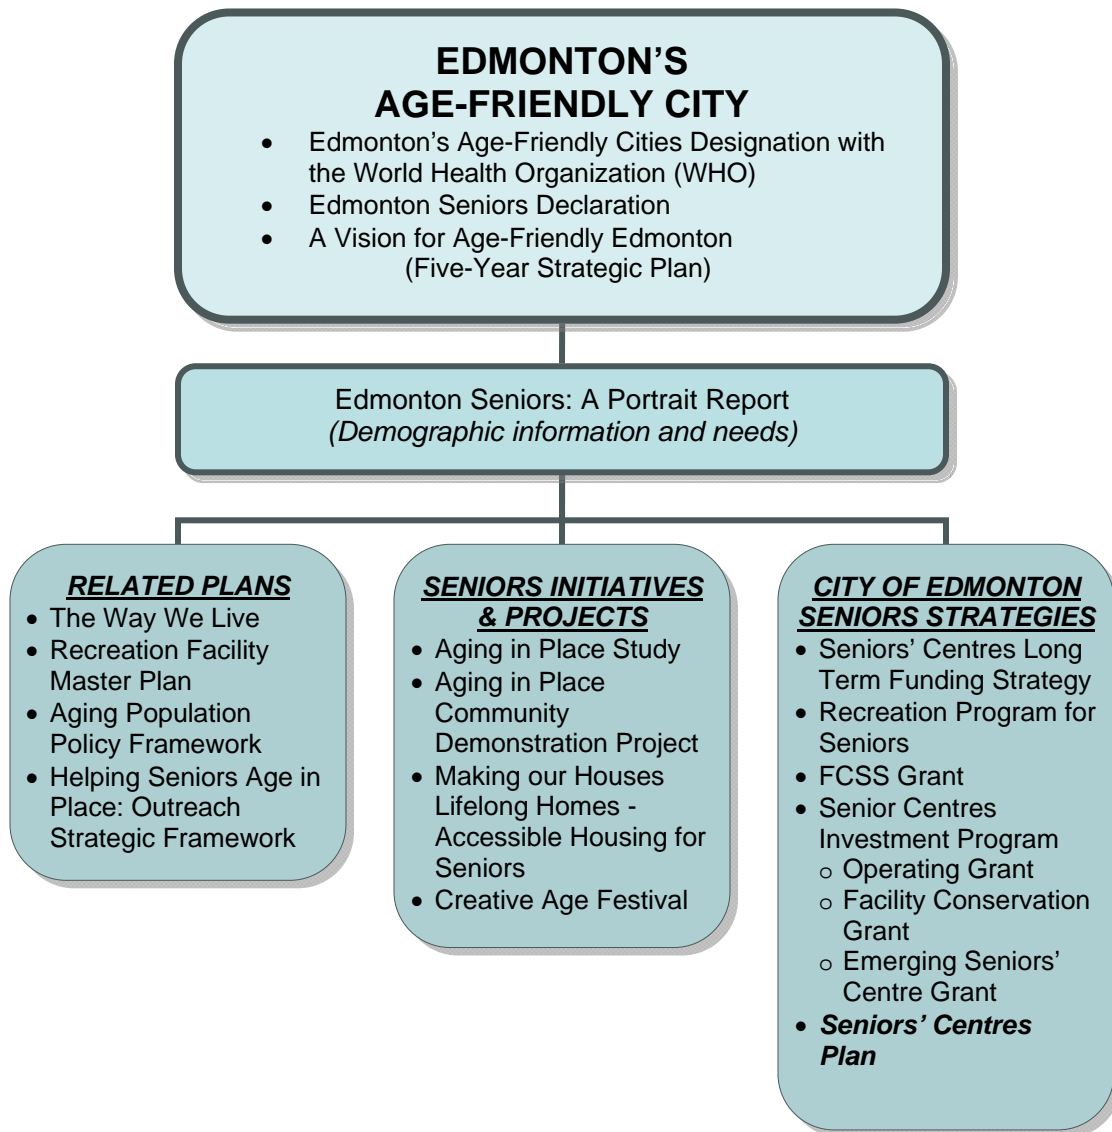 EDMONTON’S
AGE-FRIENDLY CITY
• Edmonton’s Age-Friendly Cities Designation with
the World Health Organization (WHO)
• Edmonton Seniors Declaration
• A Vision for Age-Friendly Edmonton
(Five-Year Strategic Plan)
Edmonton Seniors: A Portrait Report
(Demographic information and needs)
RELATED PLANS
• The Way We Live
• Recreation Facility
Master Plan
• Aging Population
Policy Framework
• Helping Seniors Age in
Place: Outreach
Strategic Framework
SENIORS INITIATIVES
& PROJECTS
• Aging in Place Study
• Aging in Place
Community
Demonstration Project
• Making our Houses
Lifelong Homes -
Accessible Housing for
Seniors
• Creative Age Festival
CITY OF EDMONTON
SENIORS STRATEGIES
• Seniors’ Centres Long
Term Funding Strategy
• Recreation Program for
Seniors
• FCSS Grant
• Senior Centres
Investment Program
o Operating Grant
o Facility Conservation
Grant
o Emerging Seniors’
Centre Grant
• Seniors’ Centres
Plan